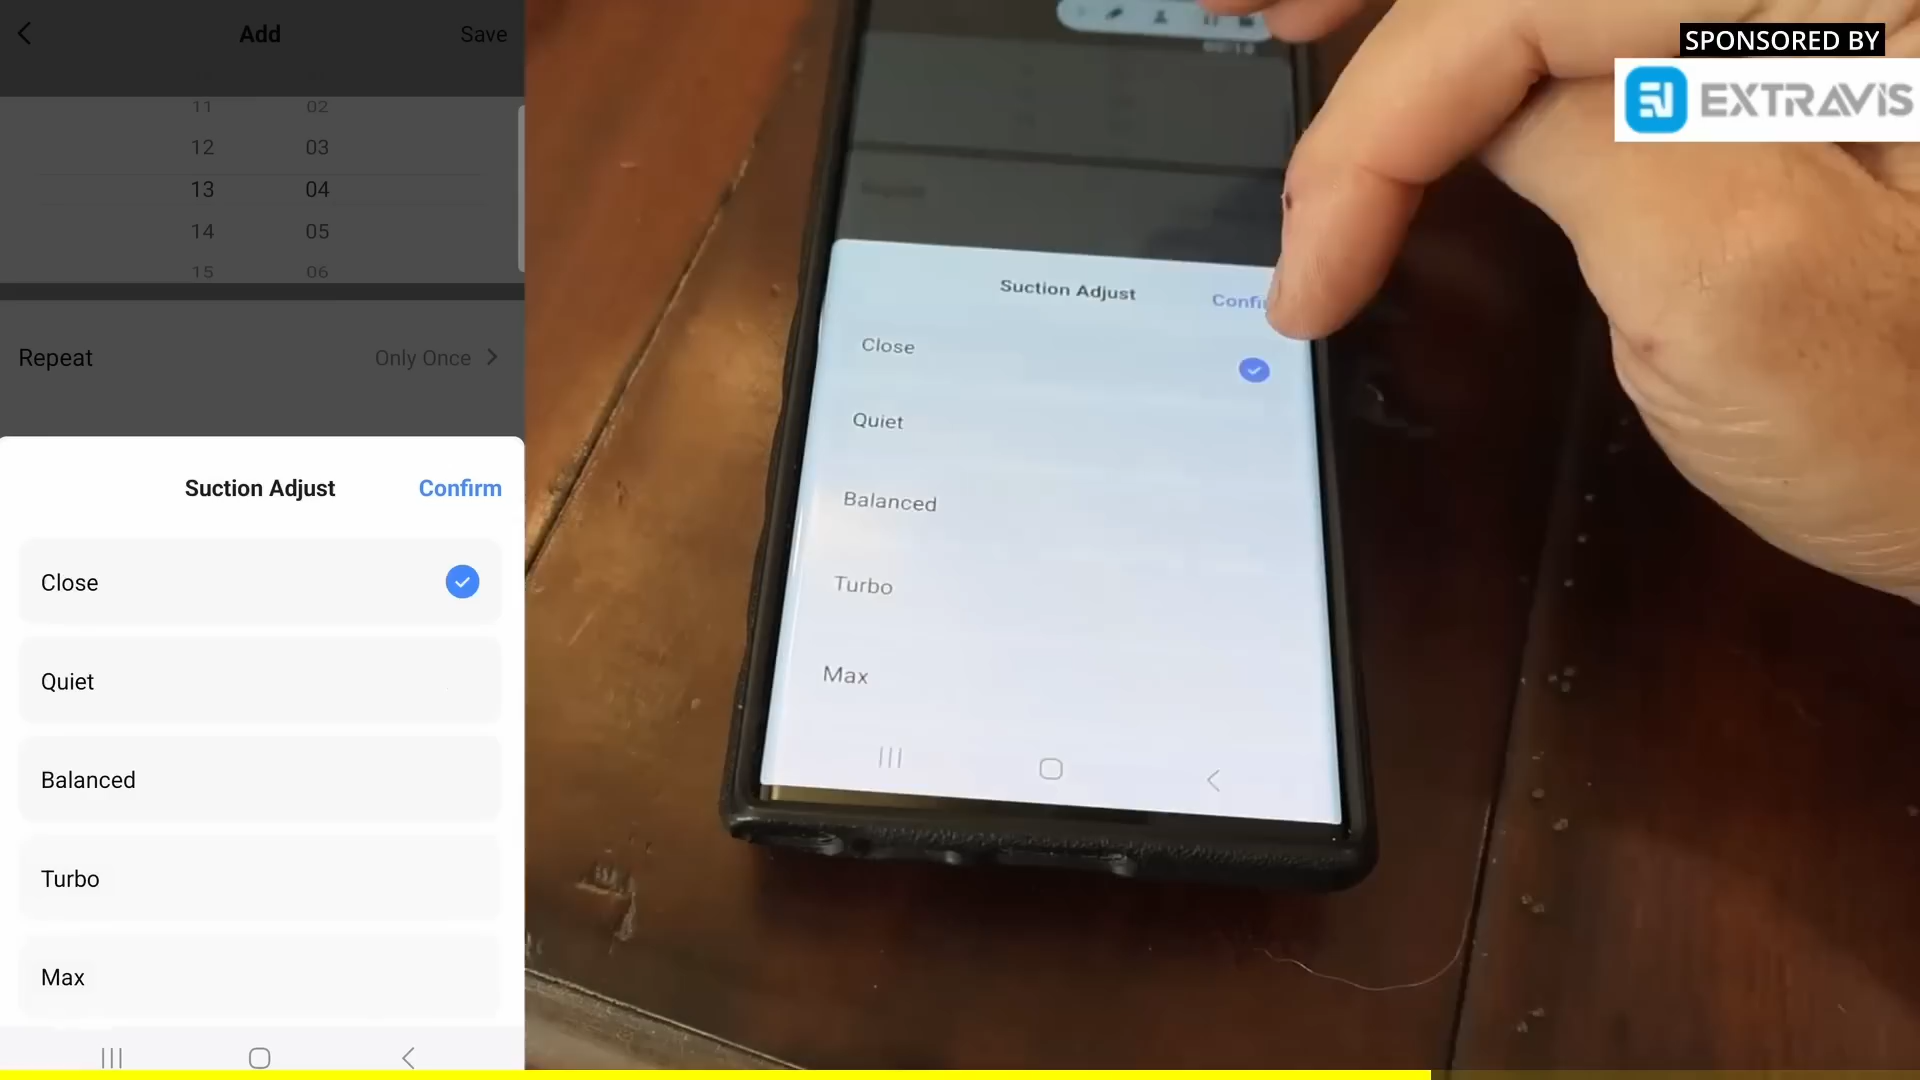 Add
Save
11 02
12 03
13 04
14 05
15 06
Repeat
Only Once
Suction Adjust
Confirm
Close
Quiet
Balanced
Turbo
Max
Suction Adjust
Close
Quiet
Balanced
Turbo
Max
SPONSORED BY
EXTRAVIS